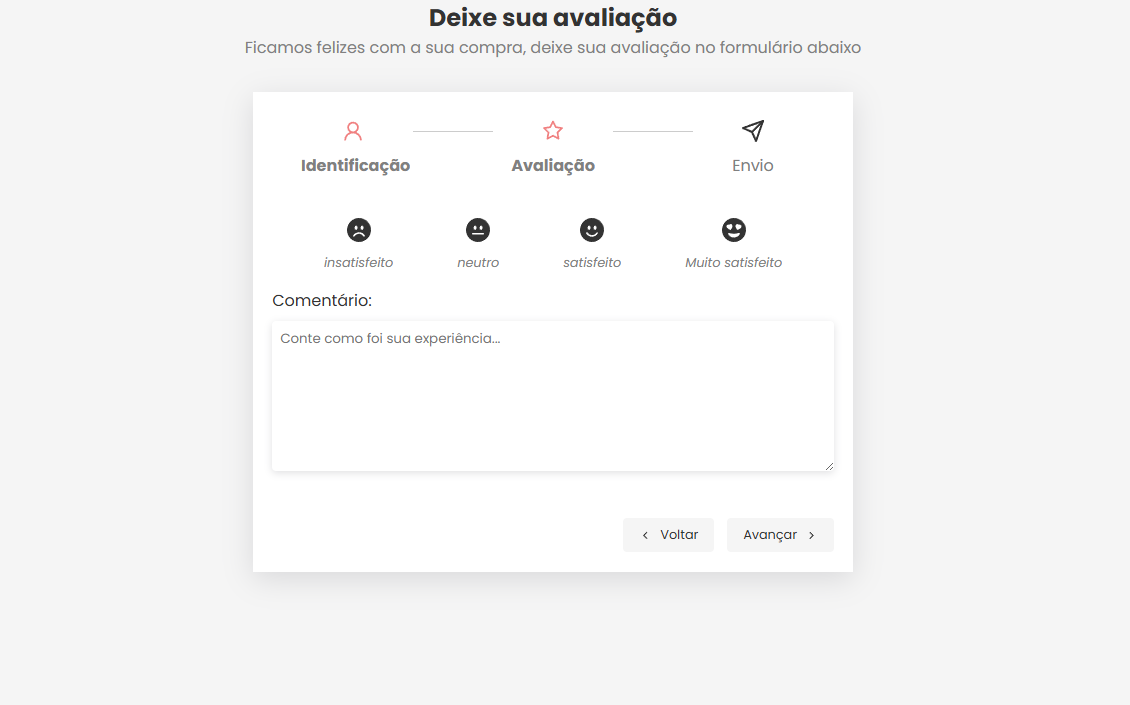 Deixe sua avaliação
Ficamos felizes com a sua compra, deixe sua avaliação no formulário abaixo
Identificação Avaliação Envio
insatisfeito neutro satisfeito Muito satisfeito
Comentário:
Conte como foi sua experiência...
Voltar Avançar